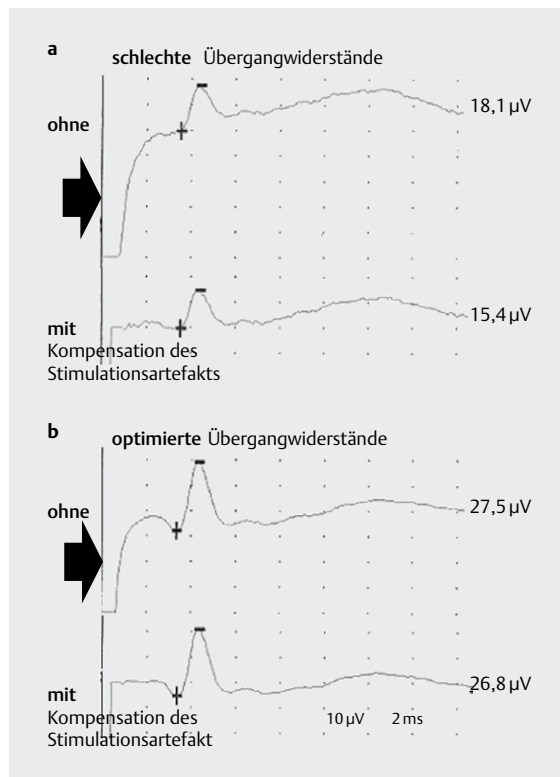 a
schlechte Übergangwiderstände
ohne
18,1 µV
15,4 µV
mit
Kompensation des
Stimulationsartefakts
b
optimierte Übergangwiderstände
ohne
27,5 µV
26,8 µV
mit
Kompensation des
Stimulationsartefakt
10 µV 2 ms